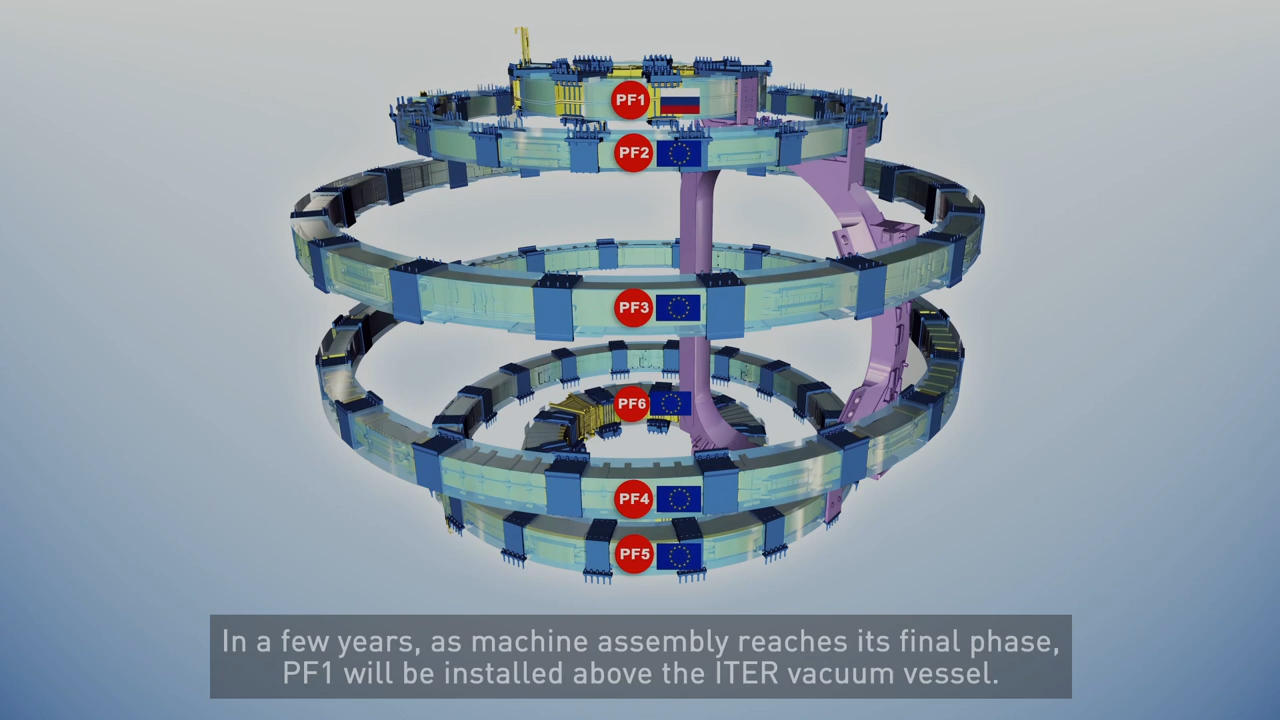 PF1
PF2
PF3
PF6
PF4
PF5
In a few years, as machine assembly reaches its final phase,
PF1 will be installed above the ITER vacuum vessel.